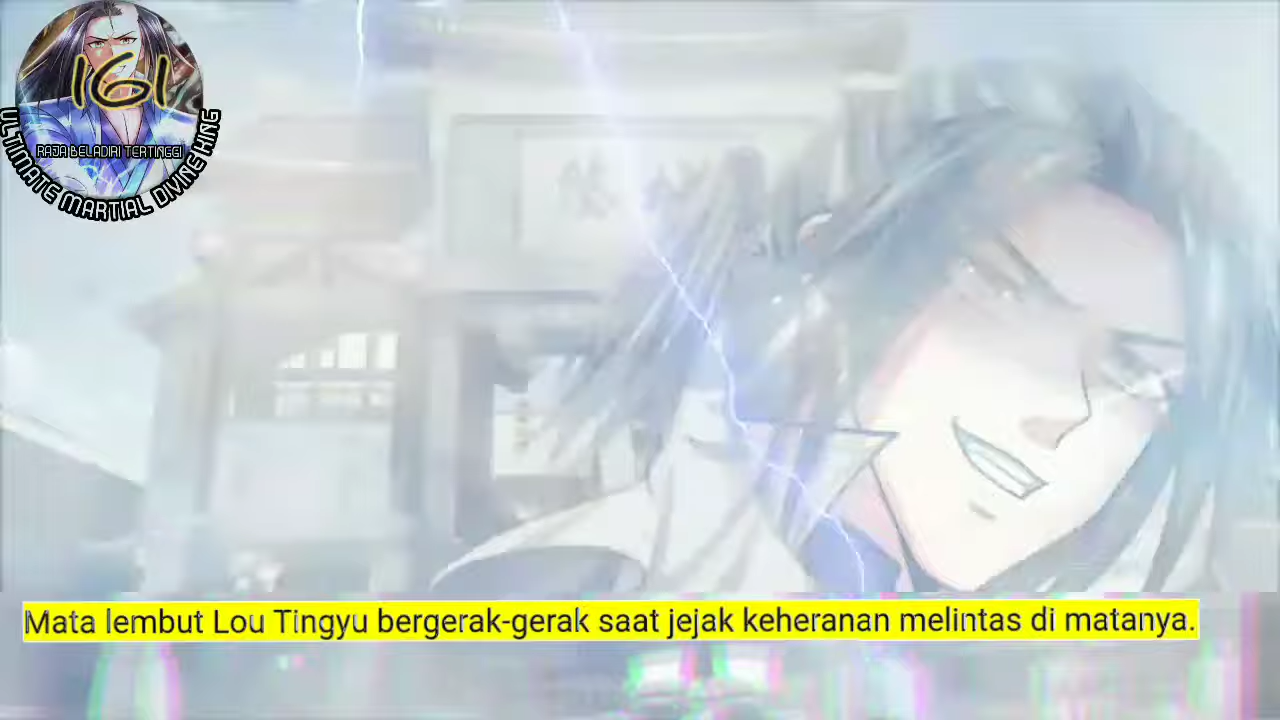 161
RAJA BELADIRI TERTINGGI
ULTIMATE MARTIAL DIVINE KING
Mata lembut Lou Tingyu bergerak-gerak saat jejak keheranan melintas di matanya.